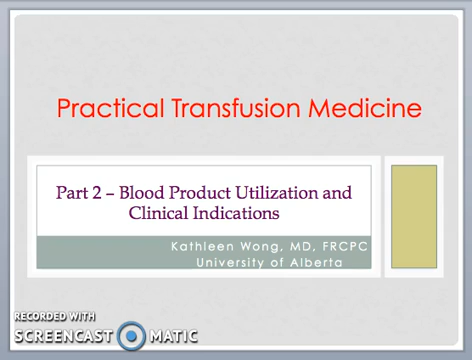 Practical Transfusion Medicine
Part 2 – Blood Product Utilization and
Clinical Indications
Kathleen Wong, MD, FRCPC
University of Alberta
RECORDED WITH
SCREENCAST MATIC